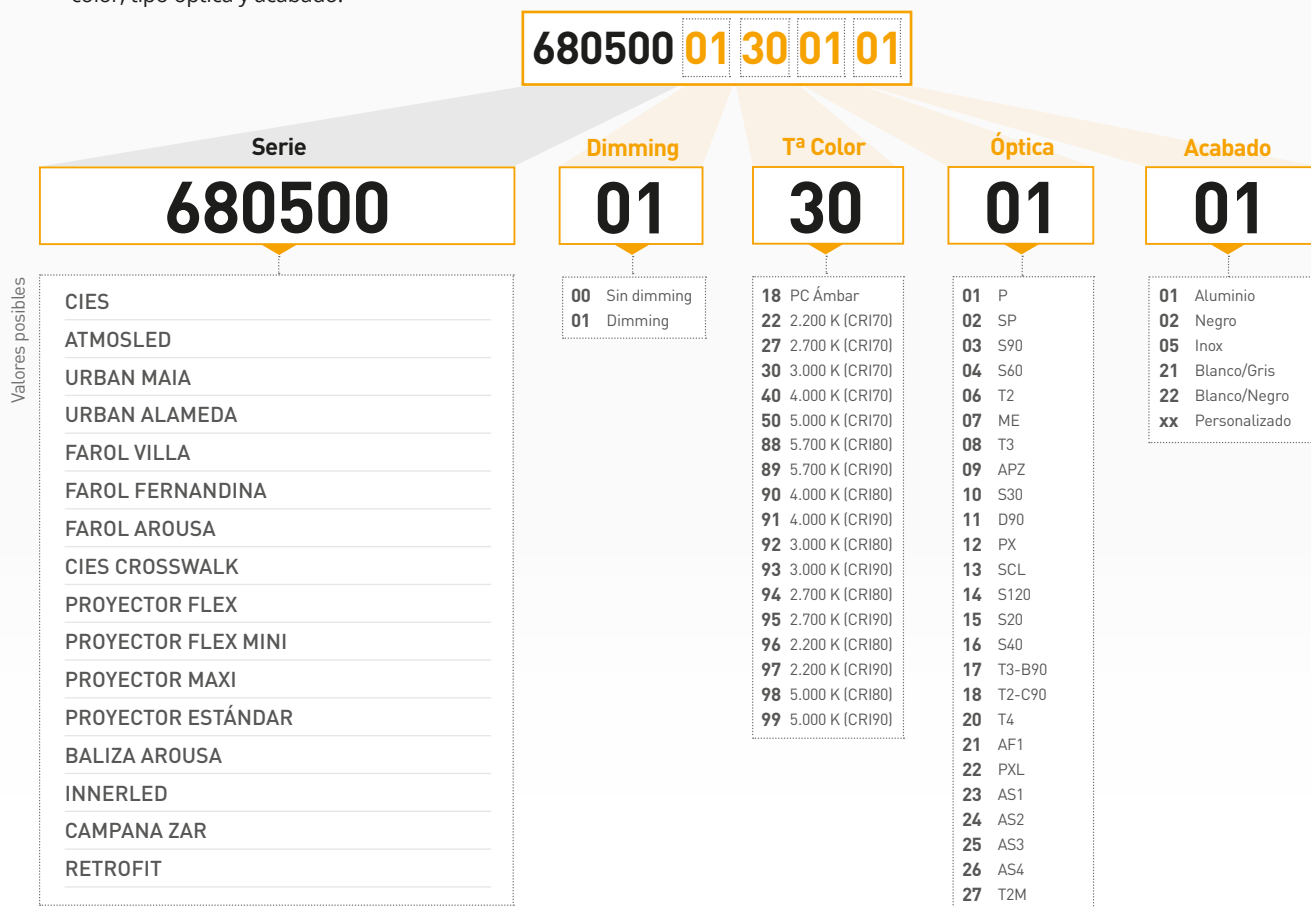 color, tipo óptica y acabado.
680500 01 30 01 01
Serie
680500
Valores posibles
CIES
ATMOSLED
URBAN MAIA
URBAN ALAMEDA
FAROL VILLA
FAROL FERNANDINA
FAROL AROUSA
CIES CROSSWALK
PROYECTOR FLEX
PROYECTOR FLEX MINI
PROYECTOR MAXI
PROYECTOR ESTÁNDAR
BALIZA AROUSA
INNERLED
CAMPANA ZAR
RETROFIT
Dimming
01
00 Sin dimming
01 Dimming
Tª Color
30
18 PC Ámbar
22 2.200 K (CRI70)
27 2.700 K (CRI70)
30 3.000 K (CRI70)
40 4.000 K (CRI70)
50 5.000 K (CRI70)
88 5.700 K (CRI80)
89 5.700 K (CRI90)
90 4.000 K (CRI80)
91 4.000 K (CRI90)
92 3.000 K (CRI80)
93 3.000 K (CRI90)
94 2.700 K (CRI80)
95 2.700 K (CRI90)
96 2.200 K (CRI80)
97 2.200 K (CRI90)
98 5.000 K (CRI80)
99 5.000 K (CRI90)
Óptica
01
01 P
02 SP
03 S90
04 S60
06 T2
07 ME
08 T3
09 APZ
10 S30
11 D90
12 PX
13 SCL
14 S120
15 S20
16 S40
17 T3-B90
18 T2-C90
20 T4
21 AF1
22 PXL
23 AS1
24 AS2
25 AS3
26 AS4
27 T2M
Acabado
01
01 Aluminio
02 Negro
05 Inox
21 Blanco/Gris
22 Blanco/Negro
xx Personalizado